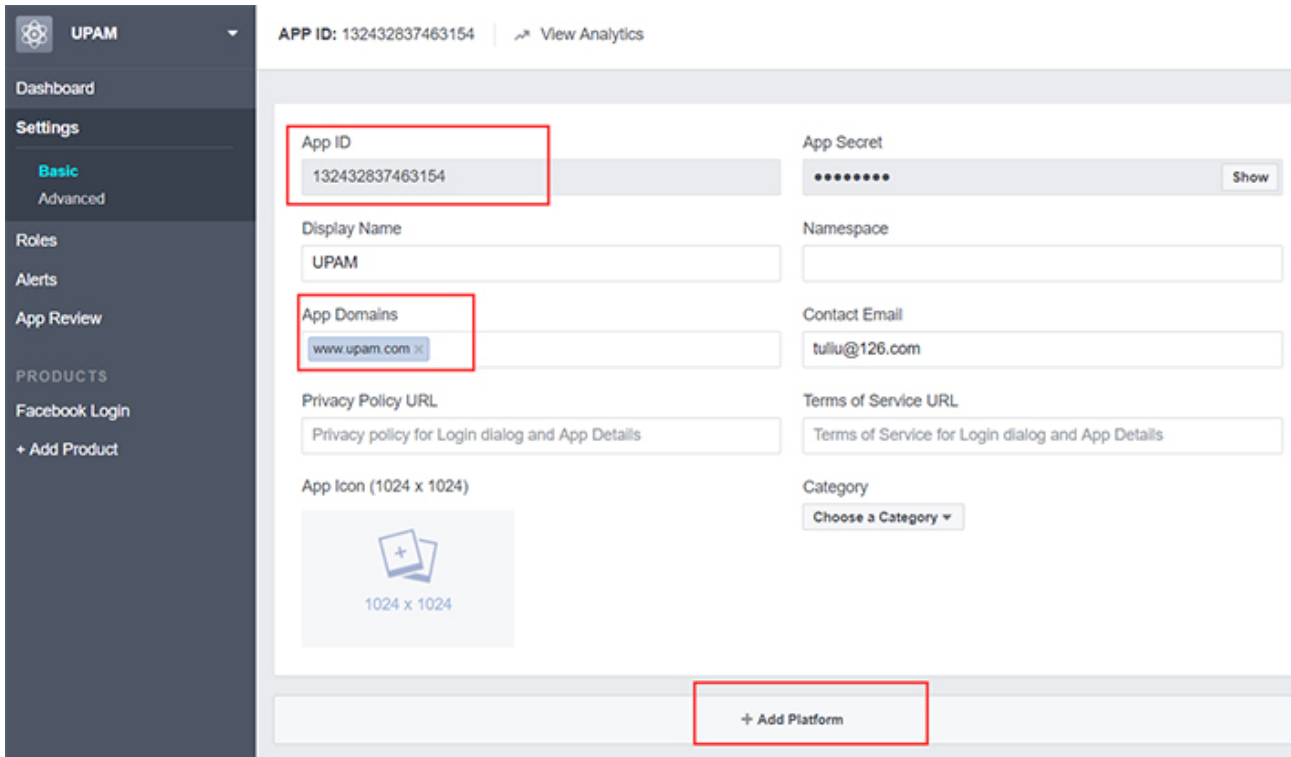 UPAM
APP ID: 132432837463154
View Analytics
Dashboard
Settings
Basic
Advanced
Roles
Alerts
App Review
PRODUCTS
Facebook Login
+ Add Product
App ID
132432837463154
App Secret
••••••••
Show
Display Name
UPAM
Namespace
App Domains
www.upam.com ×
Contact Email
tuliu@126.com
Privacy Policy URL
Privacy policy for Login dialog and App Details
Terms of Service URL
Terms of Service for Login dialog and App Details
App Icon (1024 x 1024)
1024 x 1024
Category
Choose a Category
+ Add Platform